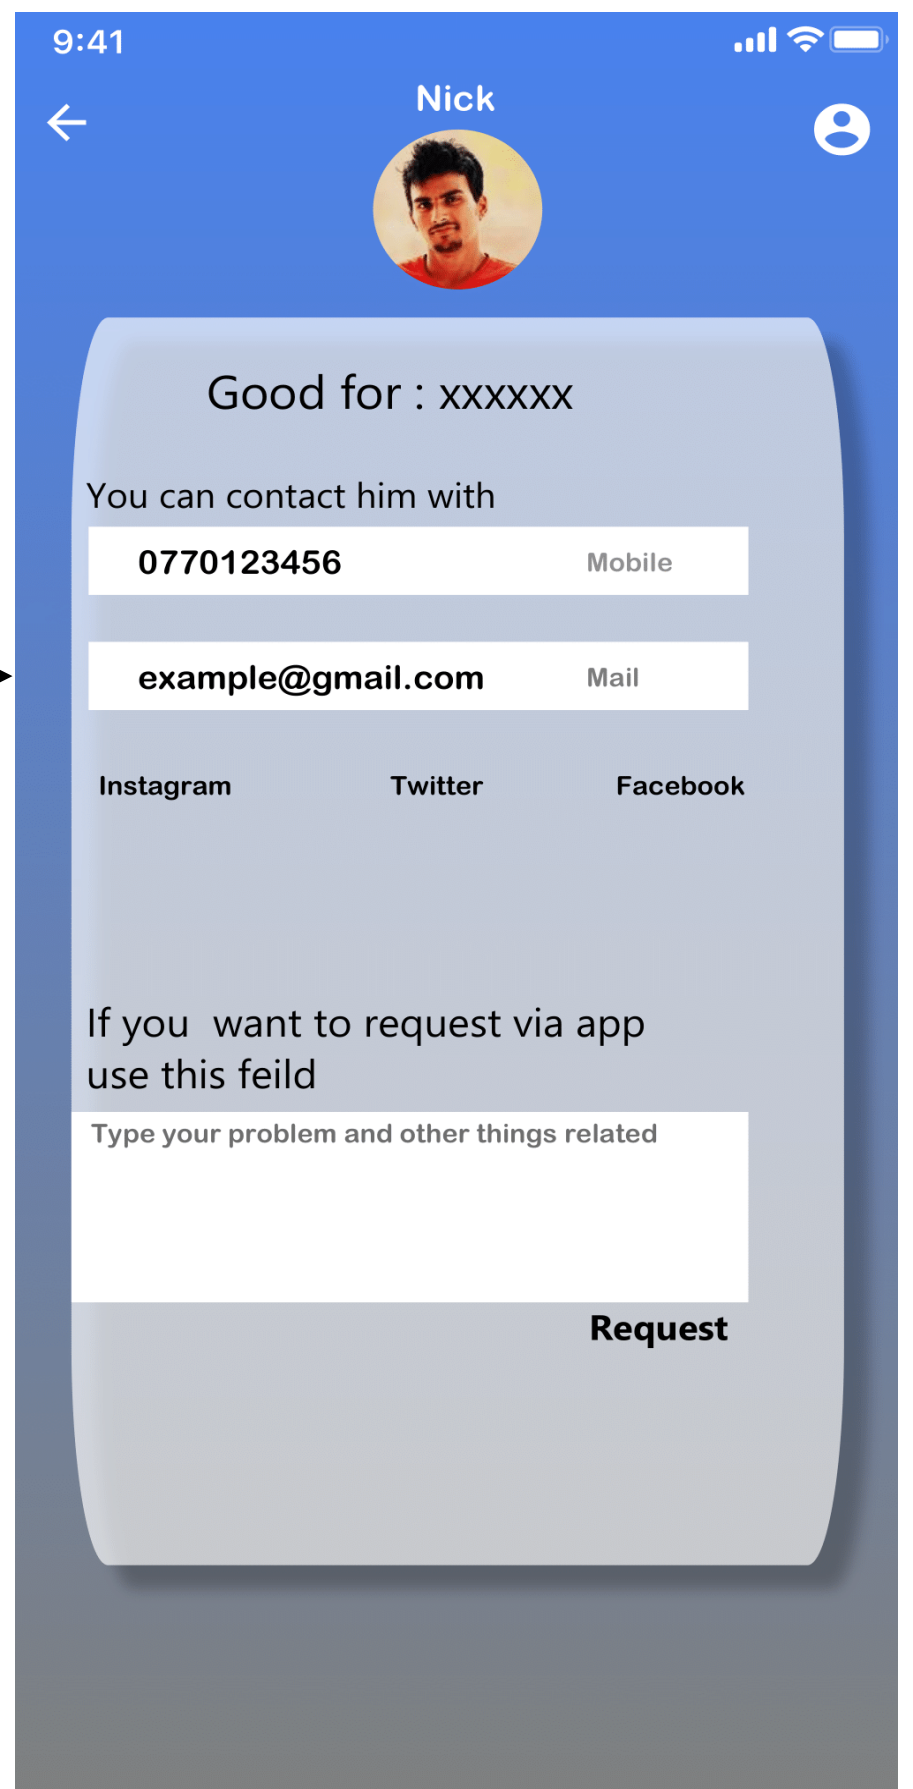 9:41
Nick
Good for : xxxxxx
You can contact him with
0770123456 Mobile
example@gmail.com Mail
Instagram Twitter Facebook
If you  want to request via app
use this feild
Type your problem and other things related
Request